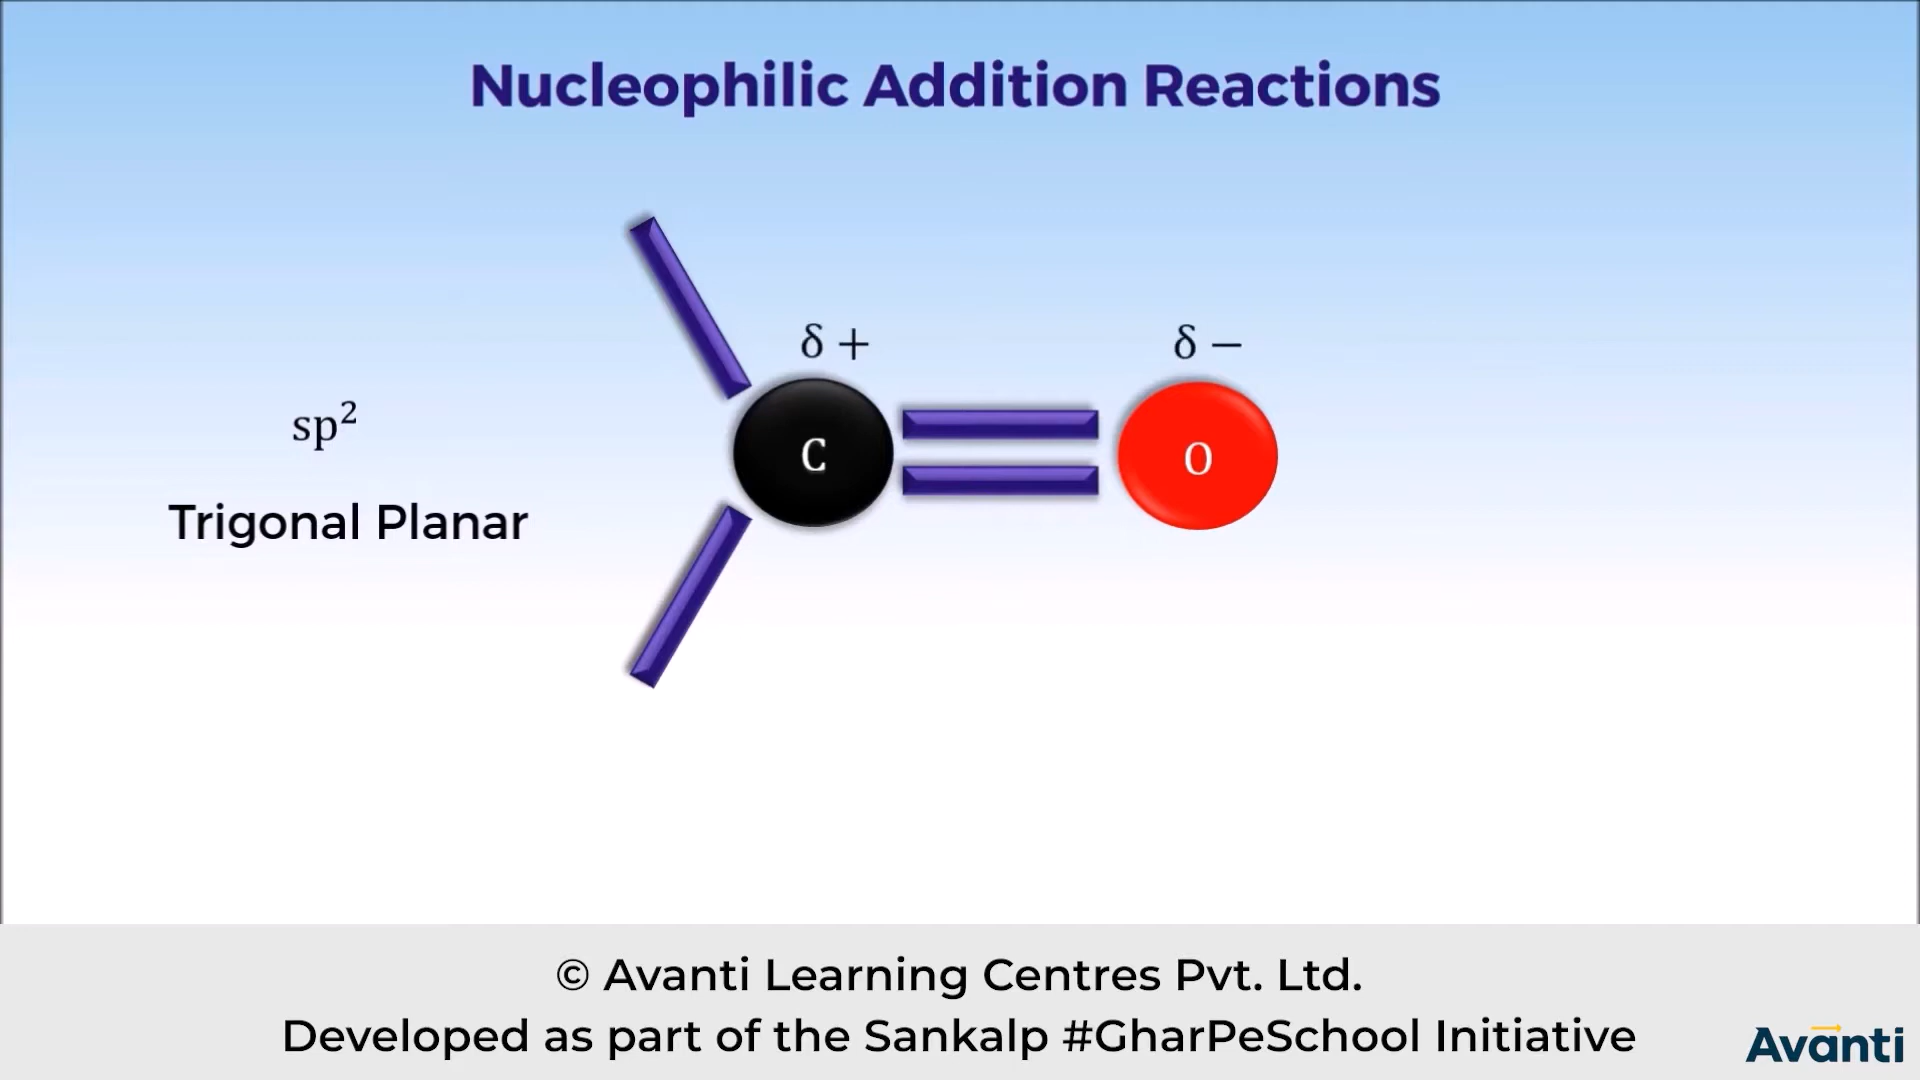 Nucleophilic Addition Reactions
δ +
δ −
sp²
C
O
Trigonal Planar
© Avanti Learning Centres Pvt. Ltd.
Developed as part of the Sankalp #GharPeSchool Initiative
Avanti